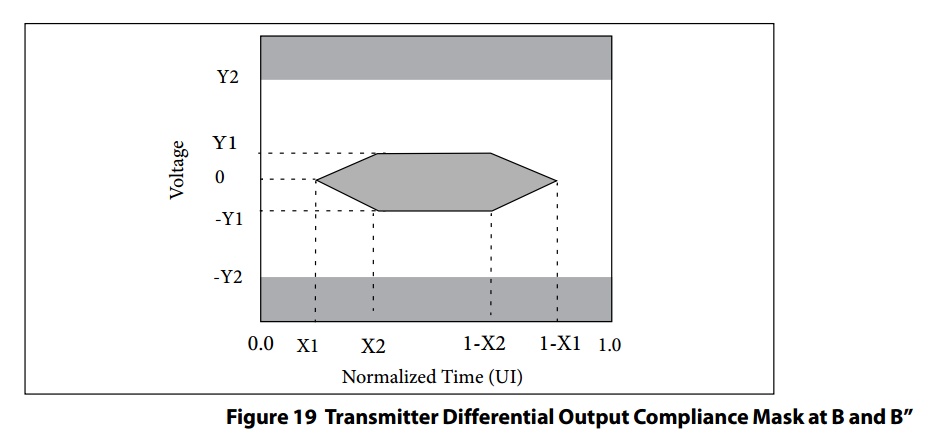 Y2
Y1
Voltage
0
-Y1
-Y2
0.0 X1 X2 1-X2 1-X1 1.0
Normalized Time (UI)
Figure 19 Transmitter Differential Output Compliance Mask at B and B”